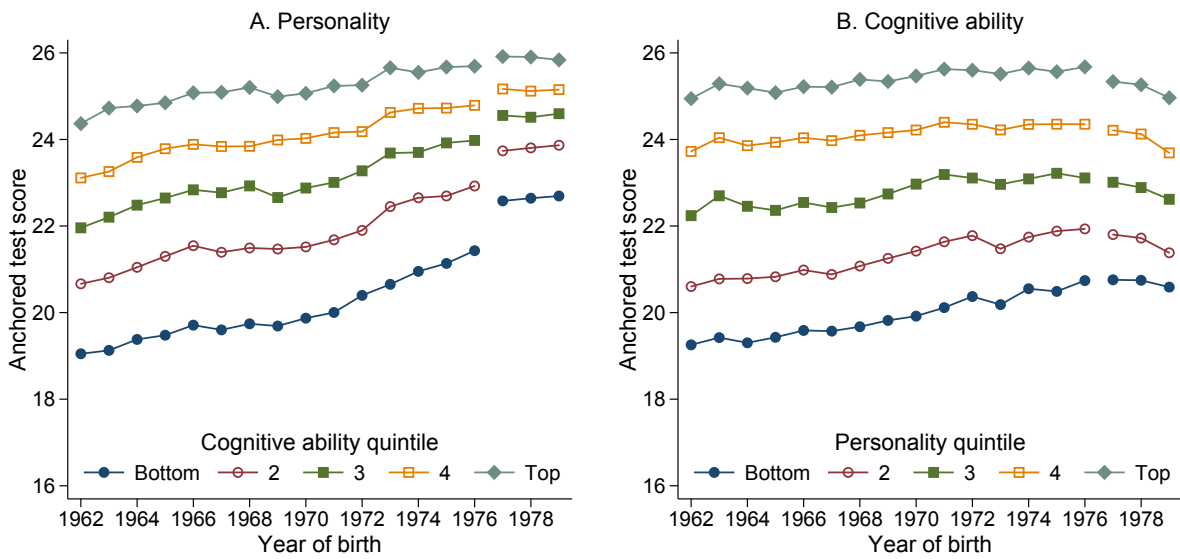 A. Personality
Anchored test score
26
24
22
20
18
16
Cognitive ability quintile
Bottom 2 3 4 Top
1962 1964 1966 1968 1970 1972 1974 1976 1978
Year of birth
B. Cognitive ability
Anchored test score
26
24
22
20
18
16
Personality quintile
Bottom 2 3 4 Top
1962 1964 1966 1968 1970 1972 1974 1976 1978
Year of birth